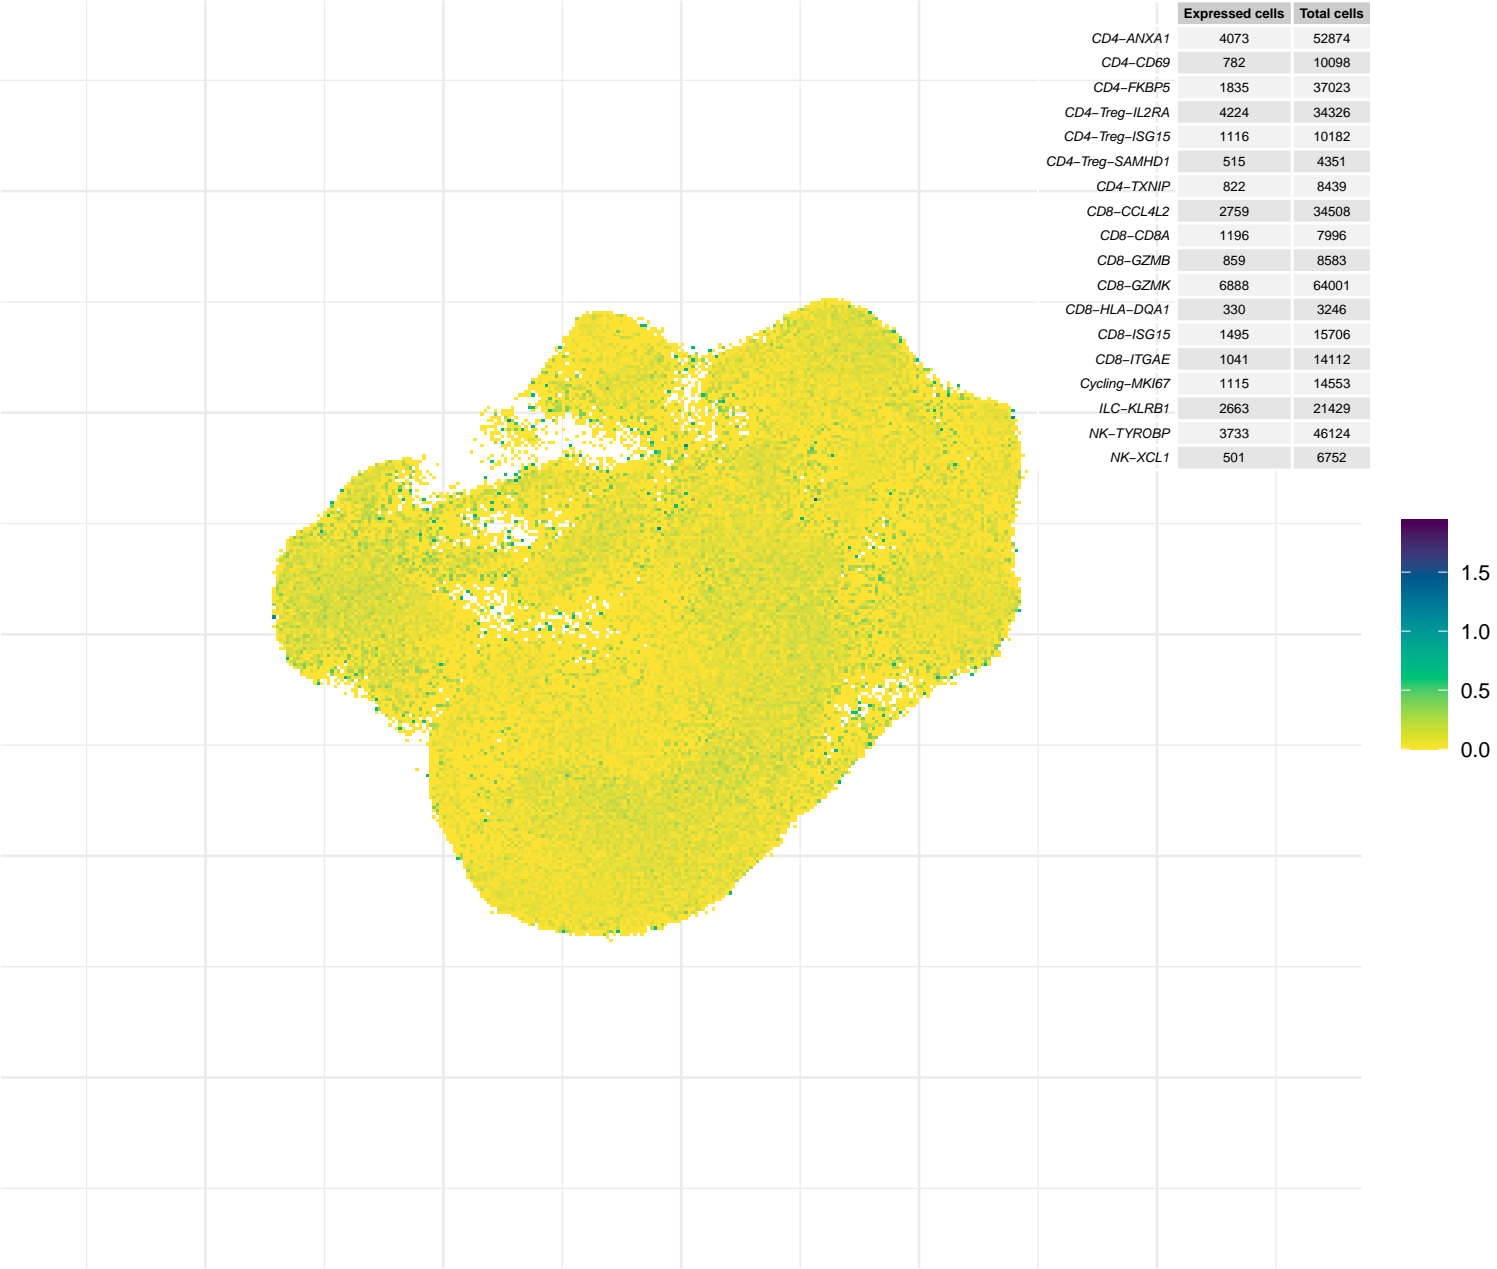 Expressed cells Total cells
CD4−ANXA1 4073 52874
CD4−CD69 782 10098
CD4−FKBP5 1835 37023
CD4−Treg−IL2RA 4224 34326
CD4−Treg−ISG15 1116 10182
CD4−Treg−SAMHD1 515 4351
CD4−TXNIP 822 8439
CD8−CCL4L2 2759 34508
CD8−CD8A 1196 7996
CD8−GZMB 859 8583
CD8−GZMK 6888 64001
CD8−HLA−DQA1 330 3246
CD8−ISG15 1495 15706
CD8−ITGAE 1041 14112
Cycling−MKI67 1115 14553
ILC−KLRB1 2663 21429
NK−TYROBP 3733 46124
NK−XCL1 501 6752
1.5
1.0
0.5
0.0